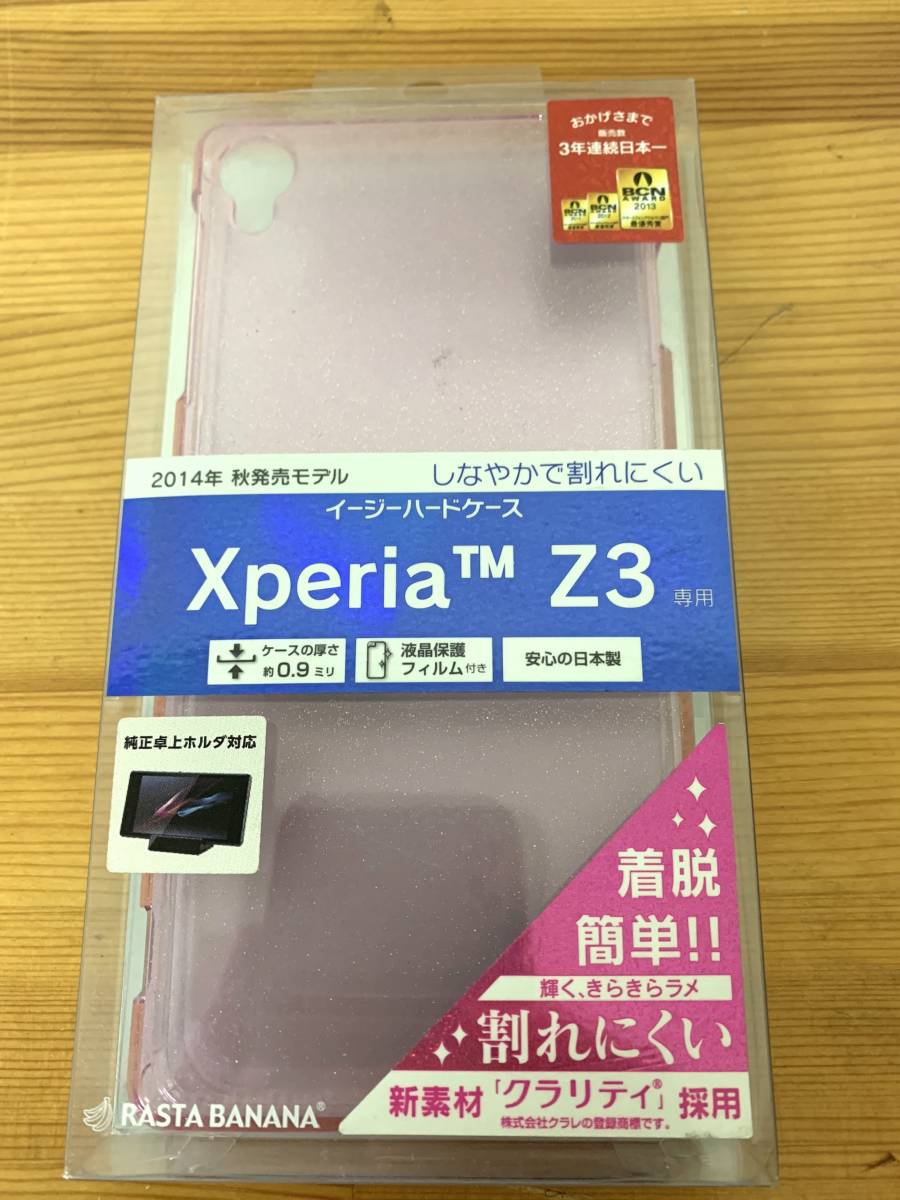 おかげさまで
販売数
3年連続日本一
BCN
AWARD
2013
最優秀賞
2014年 秋発売モデル
しなやかで割れにくい
イージーハードケース
Xperia™ Z3 専用
ケースの厚さ
約0.9ミリ
液晶保護
フィルム付き
安心の日本製
純正卓上ホルダ対応
着脱
簡単!!
輝く、きらきらラメ
割れにくい
新素材「クラリティ®」採用
株式会社クラレの登録商標です。
RASTA BANANA®